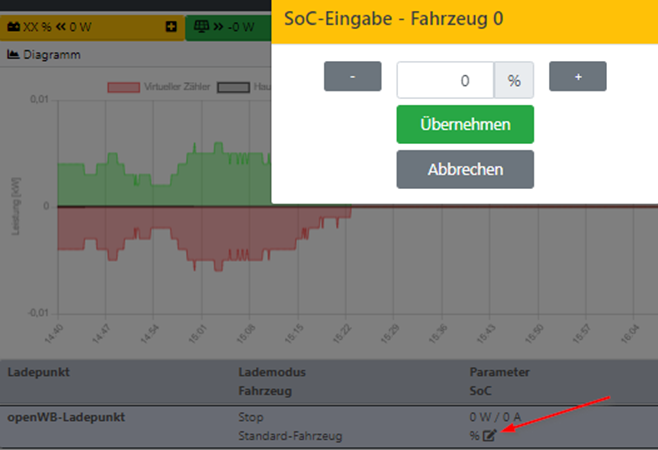 SoC-Eingabe - Fahrzeug 0
XX % 0 W
-0 W
- 0 % +
Diagramm
Übernehmen
Virtueller Zähler
Abbrechen
0,01
Leistung [kW]
0
-0,01
14:40 14:47 14:54 15:01 15:08 15:15 15:22 15:29 15:36 15:43 15:50 15:57 16:04
Ladepunkt Lademodus Parameter
Fahrzeug SoC
openWB-Ladepunkt Stop 0 W / 0 A
Standard-Fahrzeug %